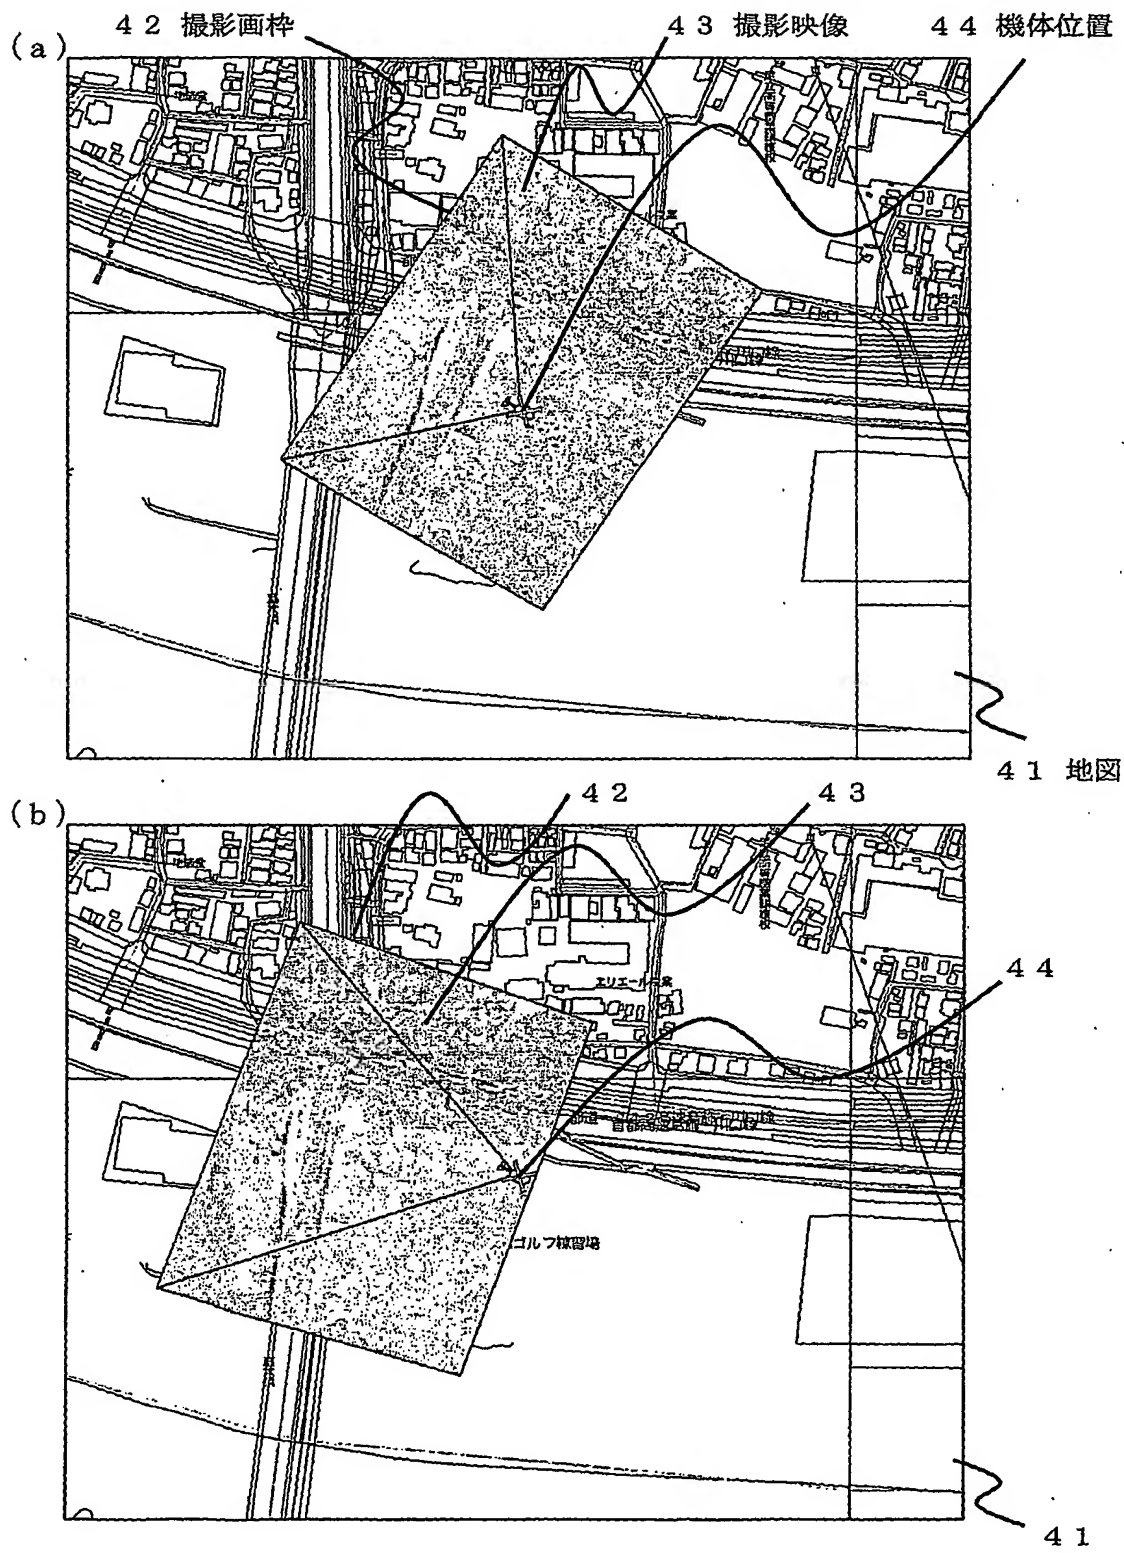 ４２ 撮影画枠
４３ 撮影映像
４４ 機体位置
(a)
４１ 地図
(b)
４２
４３
エリエール
４４
ゴルフ練習場
４１